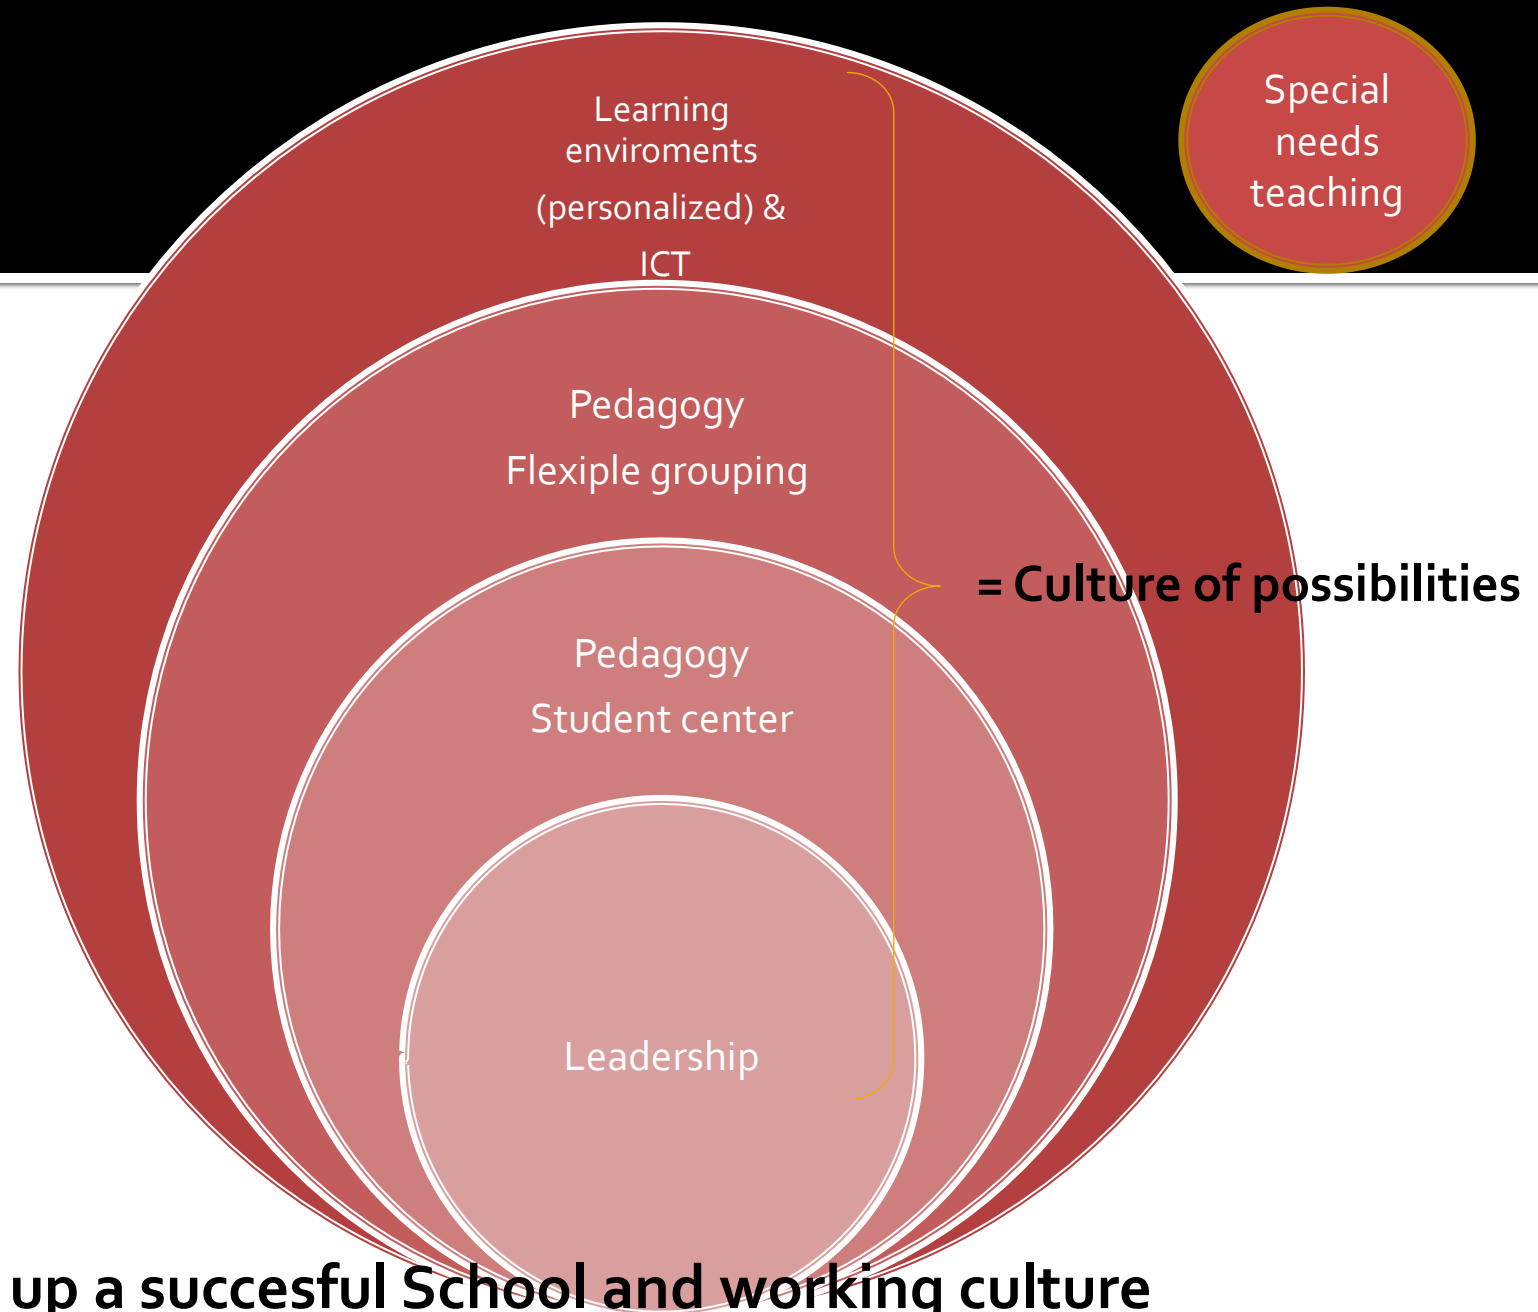 Learning
enviroments
(personalized) &
ICT
Special
needs
teaching
Pedagogy
Flexiple grouping
= Culture of possibilities
Pedagogy
Student center
Leadership
up a succesful School and working culture